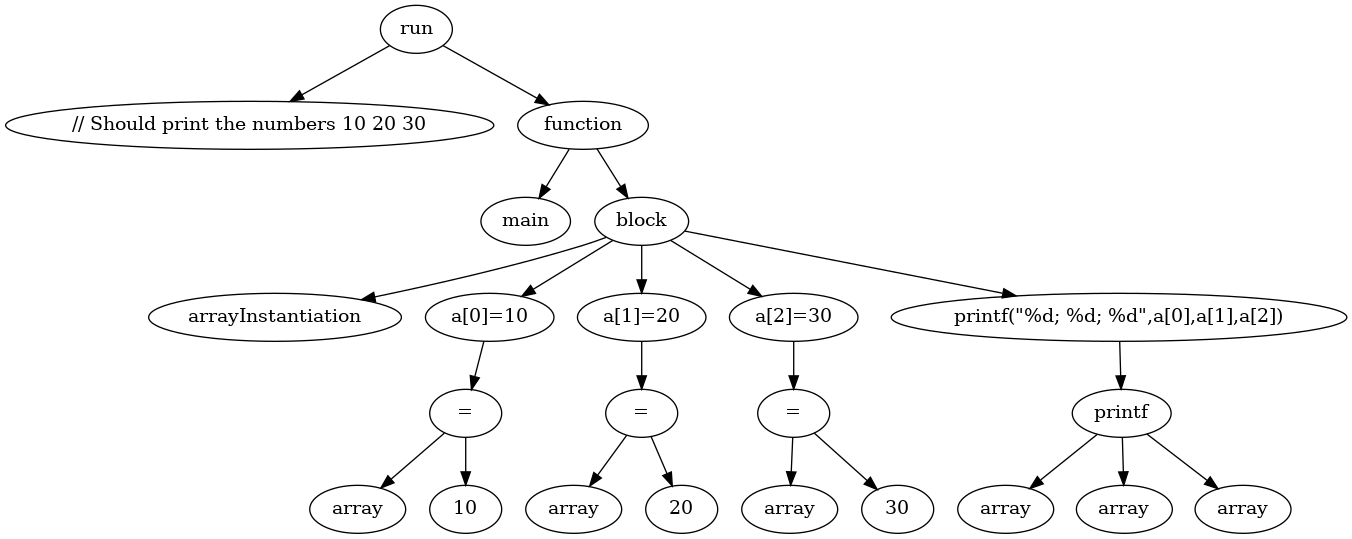 run
// Should print the numbers 10 20 30
function
main
block
arrayInstantiation
a[0]=10
a[1]=20
a[2]=30
printf("%d; %d; %d",a[0],a[1],a[2])
=
=
=
printf
array
10
array
20
array
30
array
array
array